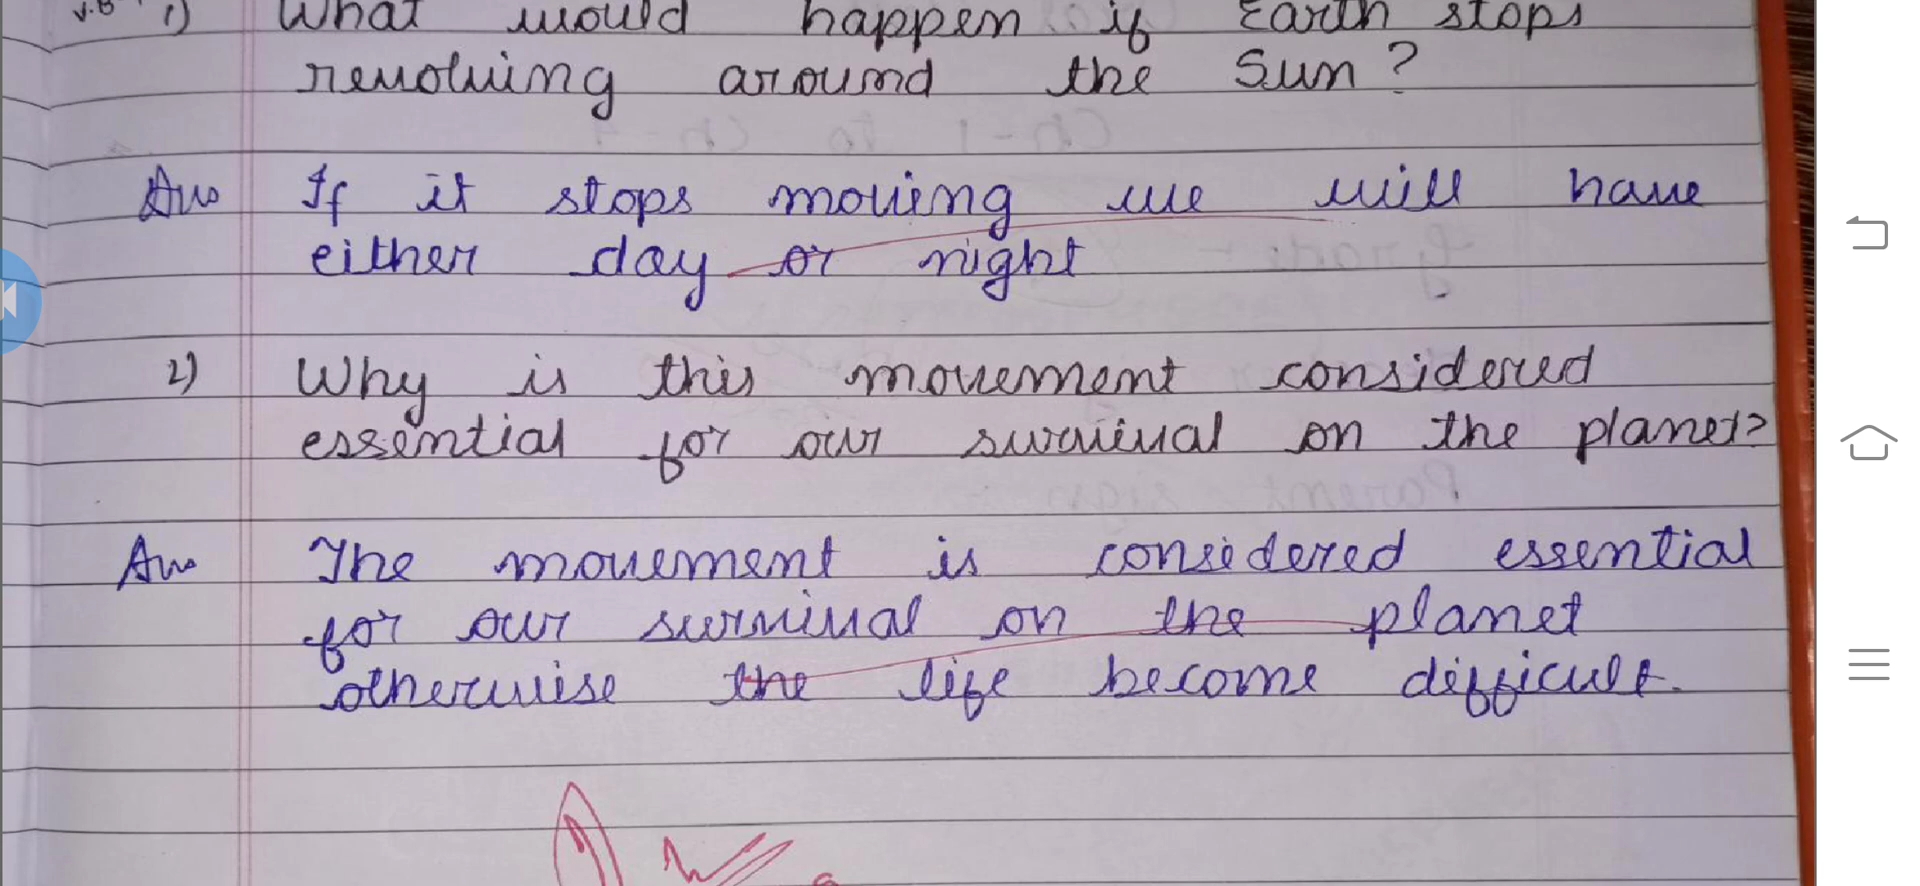 V.B 1) What would happen if Earth stops
revolving around the Sun?
Ans If it stops moving we will have
either day or night
2) Why is this movement considered
essential for our survival on the planet?
Ans The movement is considered essential
for our survival on the planet
otherwise the life become difficult.